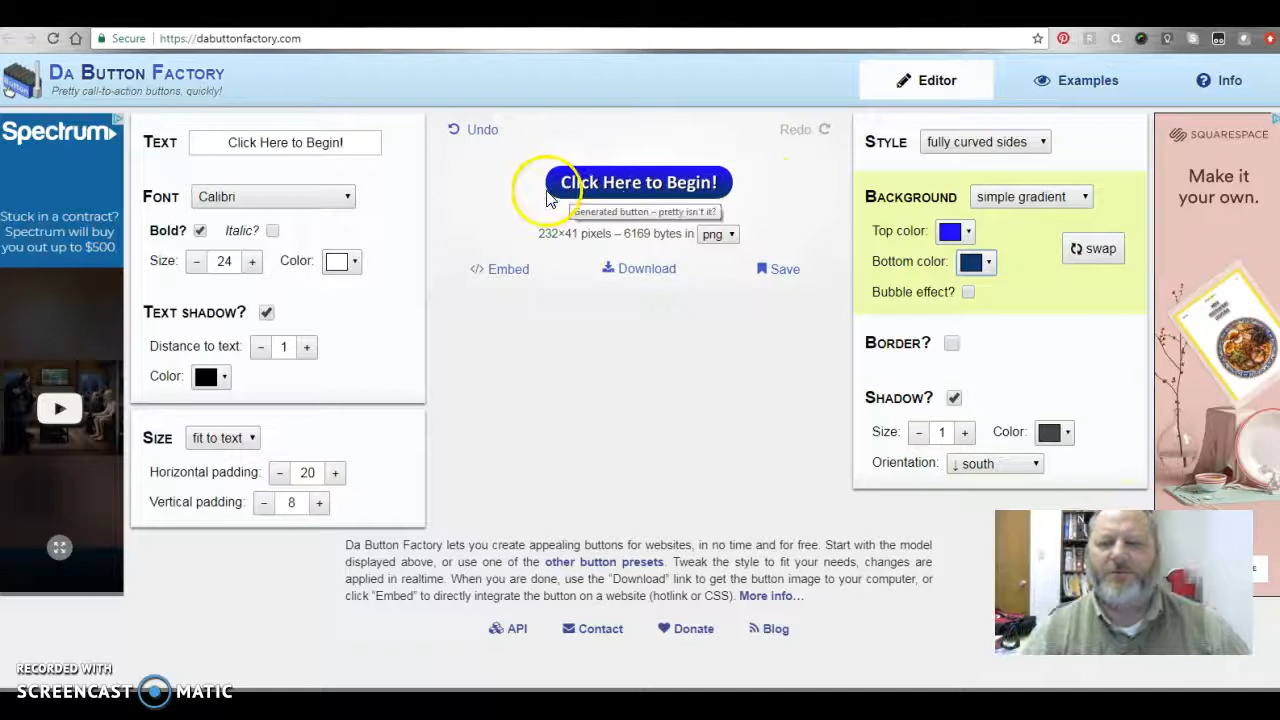 Secure
https://dabuttonfactory.com
DA BUTTON FACTORY
Pretty call-to-action buttons, quickly!
Editor
Examples
Info
Spectrum
Stuck in a contract?
Spectrum will buy
you out up to $500.
TEXT
Click Here to Begin!
FONT
Calibri
Bold?
Italic?
Size:
-
24
+
Color:
TEXT SHADOW?
Distance to text:
-
1
+
Color:
SIZE
fit to text
Horizontal padding:
-
20
+
Vertical padding:
-
8
+
Undo
Redo
Click Here to Begin!
Generated button – pretty isn't it?
232×41 pixels – 6169 bytes in
png
</> Embed
Download
Save
STYLE
fully curved sides
BACKGROUND
simple gradient
Top color:
Bottom color:
swap
Bubble effect?
BORDER?
SHADOW?
Size:
-
1
+
Color:
Orientation:
↓ south
SQUARESPACE
Make it
your own.
Da Button Factory lets you create appealing buttons for websites, in no time and for free. Start with the model
displayed above, or use one of the other button presets. Tweak the style to fit your needs, changes are
applied in realtime. When you are done, use the "Download" link to get the button image to your computer, or
click "Embed" to directly integrate the button on a website (hotlink or CSS). More info...
API
Contact
Donate
Blog
RECORDED WITH
SCREENCAST MATIC